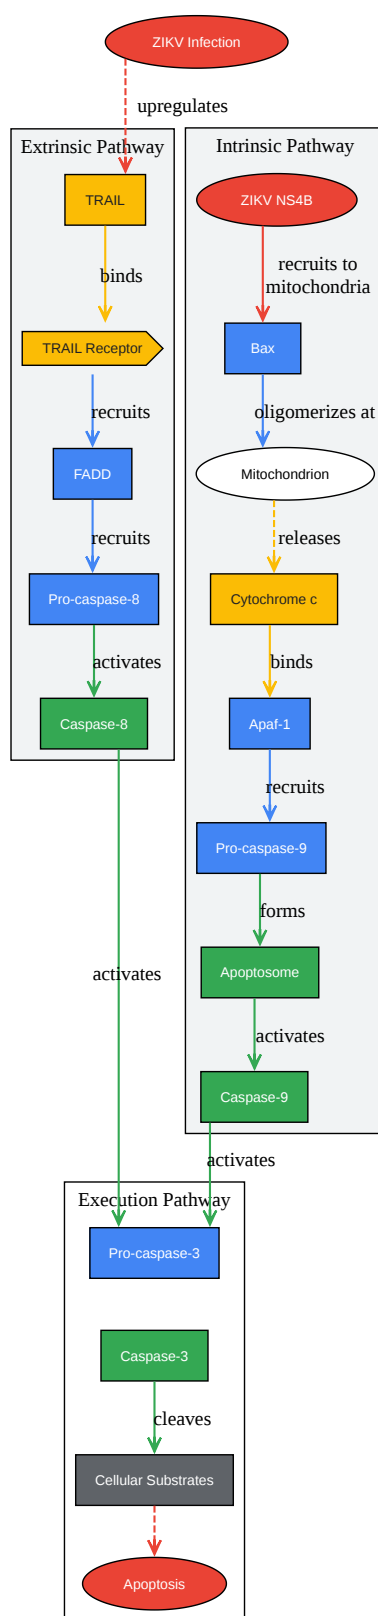 ZIKV Infection
upregulates
Extrinsic Pathway
TRAIL
binds
TRAIL Receptor
recruits
FADD
recruits
Pro-caspase-8
activates
Caspase-8
activates
Intrinsic Pathway
ZIKV NS4B
recruits to
mitochondria
Bax
oligomerizes at
Mitochondrion
releases
Cytochrome c
binds
Apaf-1
recruits
Pro-caspase-9
forms
Apoptosome
activates
Caspase-9
activates
Execution Pathway
Pro-caspase-3
Caspase-3
cleaves
Cellular Substrates
Apoptosis